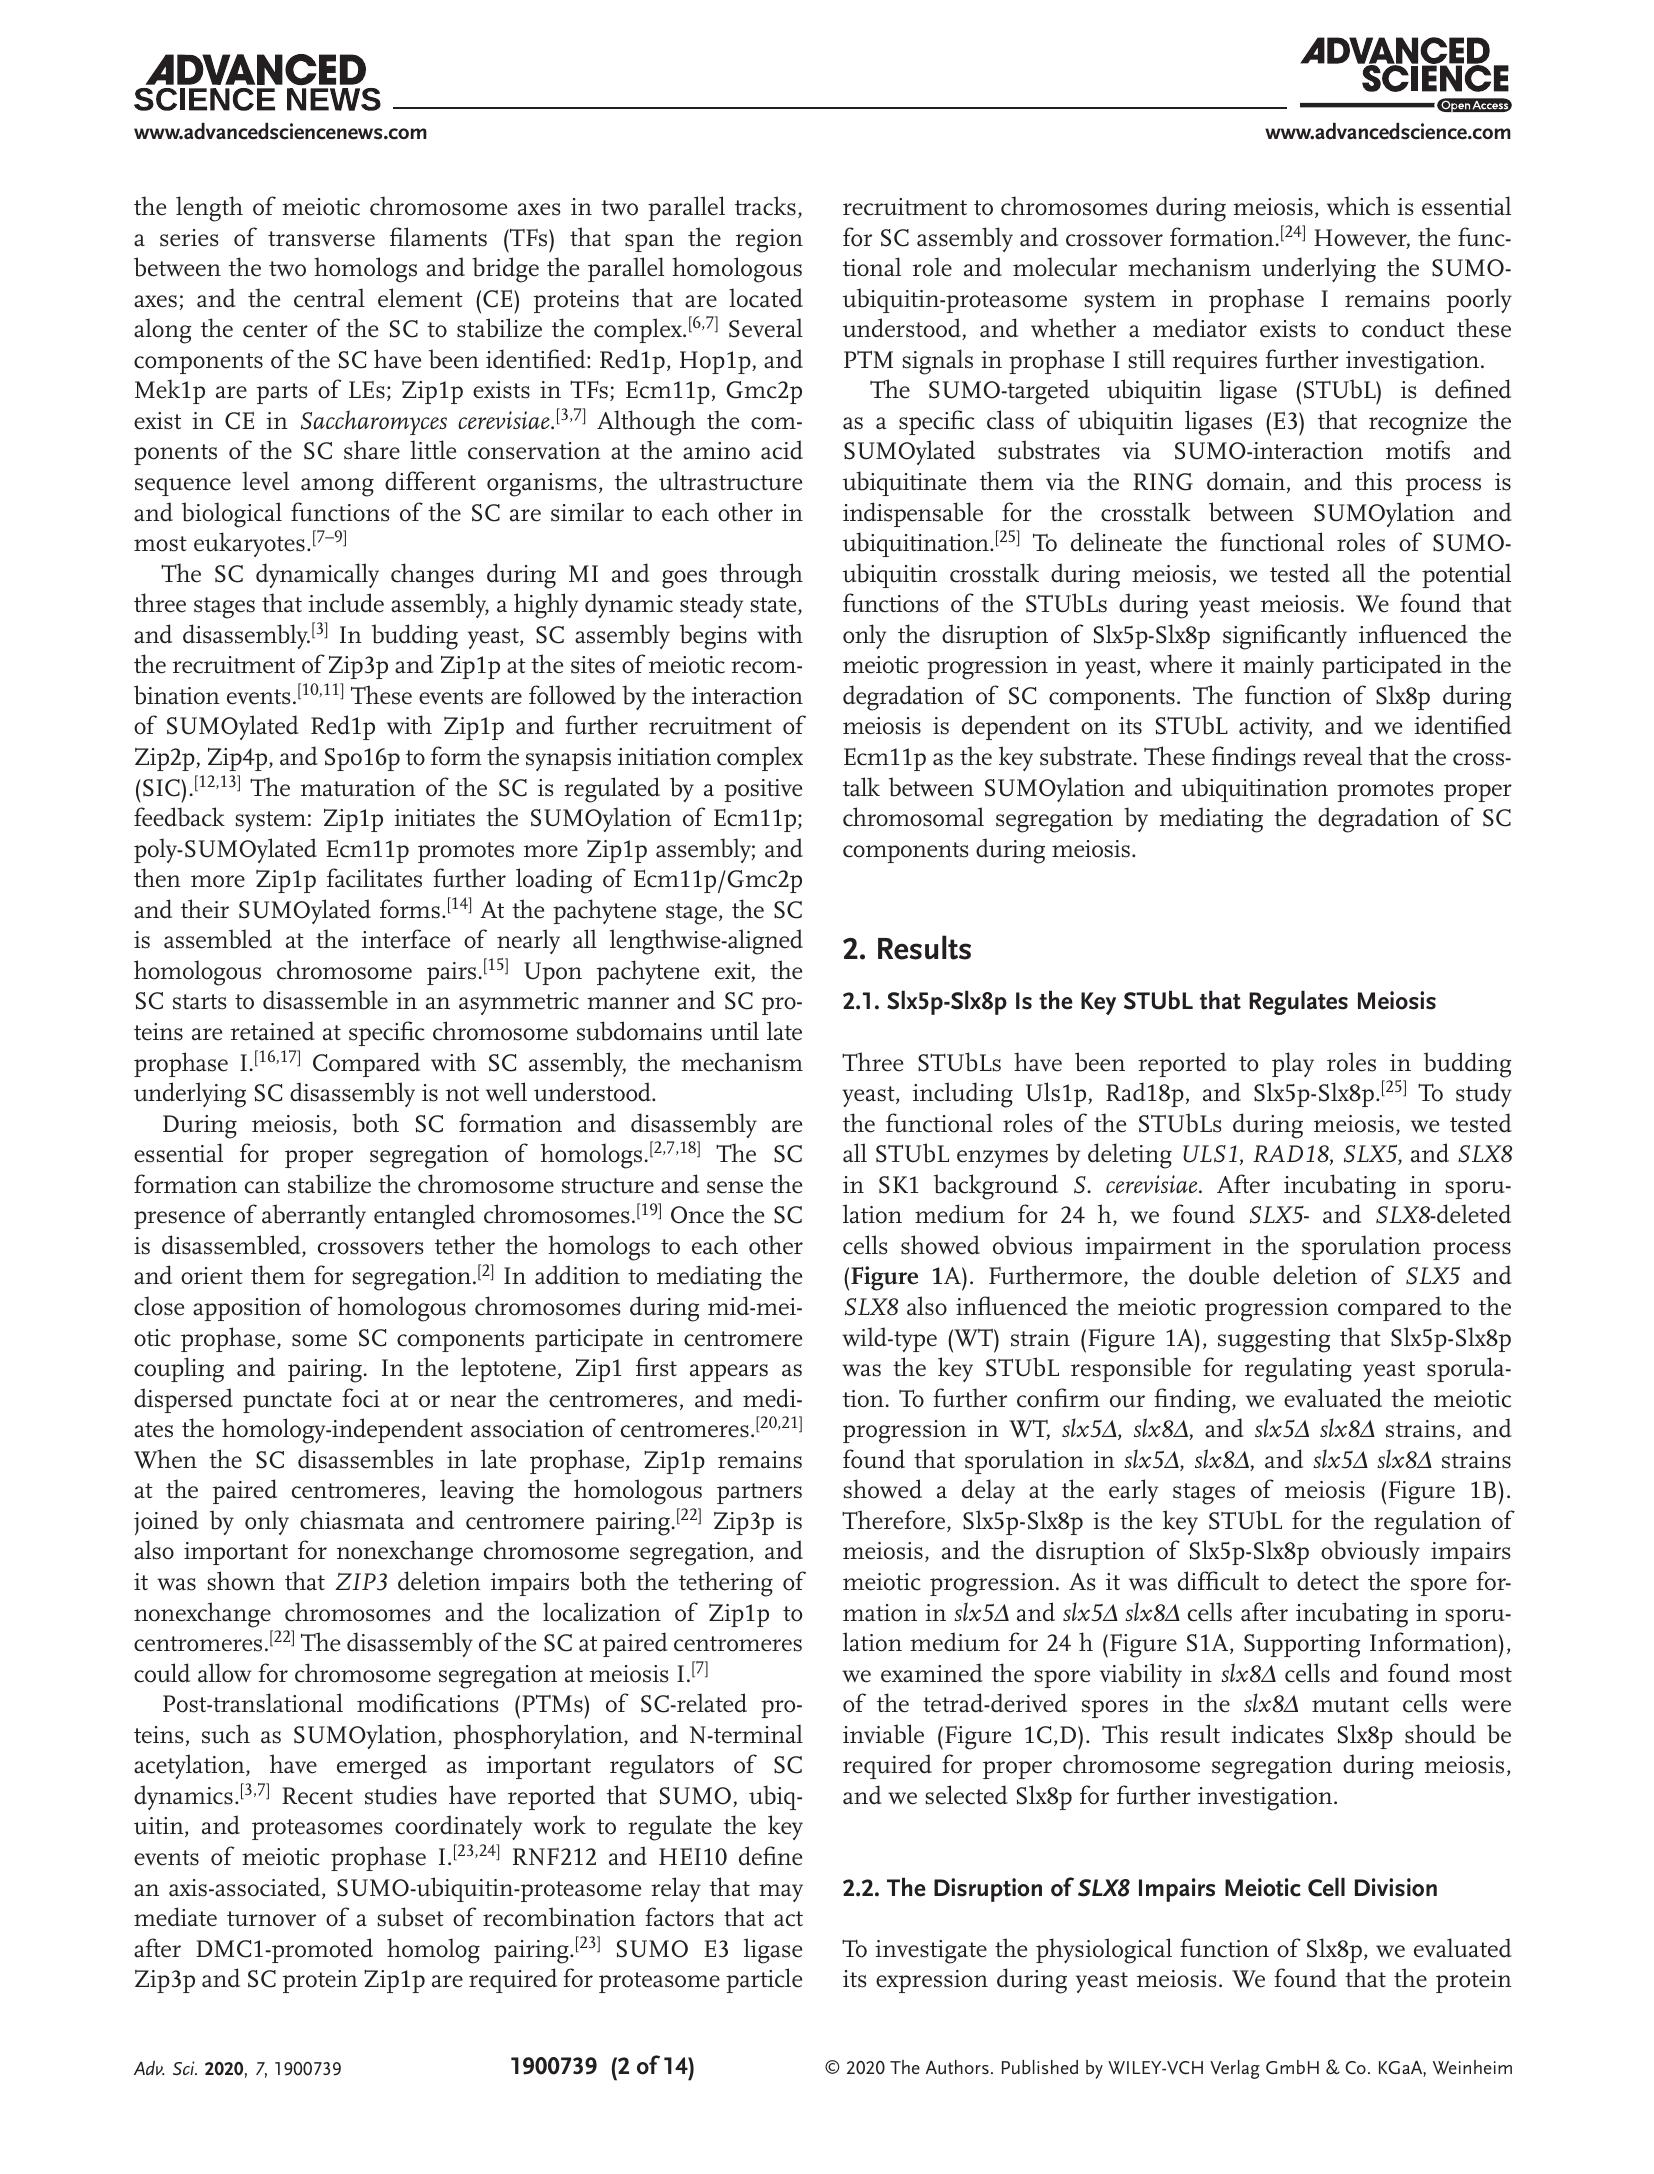 ADVANCED
SCIENCE NEWS
www.advancedsciencenews.com
ADVANCED
SCIENCE
Open Access
www.advancedscience.com
the length of meiotic chromosome axes in two parallel tracks,
a series of transverse filaments (TFs) that span the region
between the two homologs and bridge the parallel homologous
axes; and the central element (CE) proteins that are located
along the center of the SC to stabilize the complex.[6,7] Several
components of the SC have been identified: Red1p, Hop1p, and
Mek1p are parts of LEs; Zip1p exists in TFs; Ecm11p, Gmc2p
exist in CE in Saccharomyces cerevisiae.[3,7] Although the com-
ponents of the SC share little conservation at the amino acid
sequence level among different organisms, the ultrastructure
and biological functions of the SC are similar to each other in
most eukaryotes.[7–9]
The SC dynamically changes during MI and goes through
three stages that include assembly, a highly dynamic steady state,
and disassembly.[3] In budding yeast, SC assembly begins with
the recruitment of Zip3p and Zip1p at the sites of meiotic recom-
bination events.[10,11] These events are followed by the interaction
of SUMOylated Red1p with Zip1p and further recruitment of
Zip2p, Zip4p, and Spo16p to form the synapsis initiation complex
(SIC).[12,13] The maturation of the SC is regulated by a positive
feedback system: Zip1p initiates the SUMOylation of Ecm11p;
poly-SUMOylated Ecm11p promotes more Zip1p assembly; and
then more Zip1p facilitates further loading of Ecm11p/Gmc2p
and their SUMOylated forms.[14] At the pachytene stage, the SC
is assembled at the interface of nearly all lengthwise-aligned
homologous chromosome pairs.[15] Upon pachytene exit, the
SC starts to disassemble in an asymmetric manner and SC pro-
teins are retained at specific chromosome subdomains until late
prophase I.[16,17] Compared with SC assembly, the mechanism
underlying SC disassembly is not well understood.
During meiosis, both SC formation and disassembly are
essential for proper segregation of homologs.[2,7,18] The SC
formation can stabilize the chromosome structure and sense the
presence of aberrantly entangled chromosomes.[19] Once the SC
is disassembled, crossovers tether the homologs to each other
and orient them for segregation.[2] In addition to mediating the
close apposition of homologous chromosomes during mid-mei-
otic prophase, some SC components participate in centromere
coupling and pairing. In the leptotene, Zip1 first appears as
dispersed punctate foci at or near the centromeres, and medi-
ates the homology-independent association of centromeres.[20,21]
When the SC disassembles in late prophase, Zip1p remains
at the paired centromeres, leaving the homologous partners
joined by only chiasmata and centromere pairing.[22] Zip3p is
also important for nonexchange chromosome segregation, and
it was shown that ZIP3 deletion impairs both the tethering of
nonexchange chromosomes and the localization of Zip1p to
centromeres.[22] The disassembly of the SC at paired centromeres
could allow for chromosome segregation at meiosis I.[7]
Post-translational modifications (PTMs) of SC-related pro-
teins, such as SUMOylation, phosphorylation, and N-terminal
acetylation, have emerged as important regulators of SC
dynamics.[3,7] Recent studies have reported that SUMO, ubiq-
uitin, and proteasomes coordinately work to regulate the key
events of meiotic prophase I.[23,24] RNF212 and HEI10 define
an axis-associated, SUMO-ubiquitin-proteasome relay that may
mediate turnover of a subset of recombination factors that act
after DMC1-promoted homolog pairing.[23] SUMO E3 ligase
Zip3p and SC protein Zip1p are required for proteasome particle
recruitment to chromosomes during meiosis, which is essential
for SC assembly and crossover formation.[24] However, the func-
tional role and molecular mechanism underlying the SUMO-
ubiquitin-proteasome system in prophase I remains poorly
understood, and whether a mediator exists to conduct these
PTM signals in prophase I still requires further investigation.
The SUMO-targeted ubiquitin ligase (STUbL) is defined
as a specific class of ubiquitin ligases (E3) that recognize the
SUMOylated substrates via SUMO-interaction motifs and
ubiquitinate them via the RING domain, and this process is
indispensable for the crosstalk between SUMOylation and
ubiquitination.[25] To delineate the functional roles of SUMO-
ubiquitin crosstalk during meiosis, we tested all the potential
functions of the STUbLs during yeast meiosis. We found that
only the disruption of Slx5p-Slx8p significantly influenced the
meiotic progression in yeast, where it mainly participated in the
degradation of SC components. The function of Slx8p during
meiosis is dependent on its STUbL activity, and we identified
Ecm11p as the key substrate. These findings reveal that the cross-
talk between SUMOylation and ubiquitination promotes proper
chromosomal segregation by mediating the degradation of SC
components during meiosis.
2. Results
2.1. Slx5p-Slx8p Is the Key STUbL that Regulates Meiosis
Three STUbLs have been reported to play roles in budding
yeast, including Uls1p, Rad18p, and Slx5p-Slx8p.[25] To study
the functional roles of the STUbLs during meiosis, we tested
all STUbL enzymes by deleting ULS1, RAD18, SLX5, and SLX8
in SK1 background S. cerevisiae. After incubating in sporu-
lation medium for 24 h, we found SLX5- and SLX8-deleted
cells showed obvious impairment in the sporulation process
(Figure 1A). Furthermore, the double deletion of SLX5 and
SLX8 also influenced the meiotic progression compared to the
wild-type (WT) strain (Figure 1A), suggesting that Slx5p-Slx8p
was the key STUbL responsible for regulating yeast sporula-
tion. To further confirm our finding, we evaluated the meiotic
progression in WT, slx5Δ, slx8Δ, and slx5Δ slx8Δ strains, and
found that sporulation in slx5Δ, slx8Δ, and slx5Δ slx8Δ strains
showed a delay at the early stages of meiosis (Figure 1B).
Therefore, Slx5p-Slx8p is the key STUbL for the regulation of
meiosis, and the disruption of Slx5p-Slx8p obviously impairs
meiotic progression. As it was difficult to detect the spore for-
mation in slx5Δ and slx5Δ slx8Δ cells after incubating in sporu-
lation medium for 24 h (Figure S1A, Supporting Information),
we examined the spore viability in slx8Δ cells and found most
of the tetrad-derived spores in the slx8Δ mutant cells were
inviable (Figure 1C,D). This result indicates Slx8p should be
required for proper chromosome segregation during meiosis,
and we selected Slx8p for further investigation.
2.2. The Disruption of SLX8 Impairs Meiotic Cell Division
To investigate the physiological function of Slx8p, we evaluated
its expression during yeast meiosis. We found that the protein
Adv. Sci. 2020, 7, 1900739
1900739 (2 of 14)
© 2020 The Authors. Published by WILEY-VCH Verlag GmbH & Co. KGaA, Weinheim